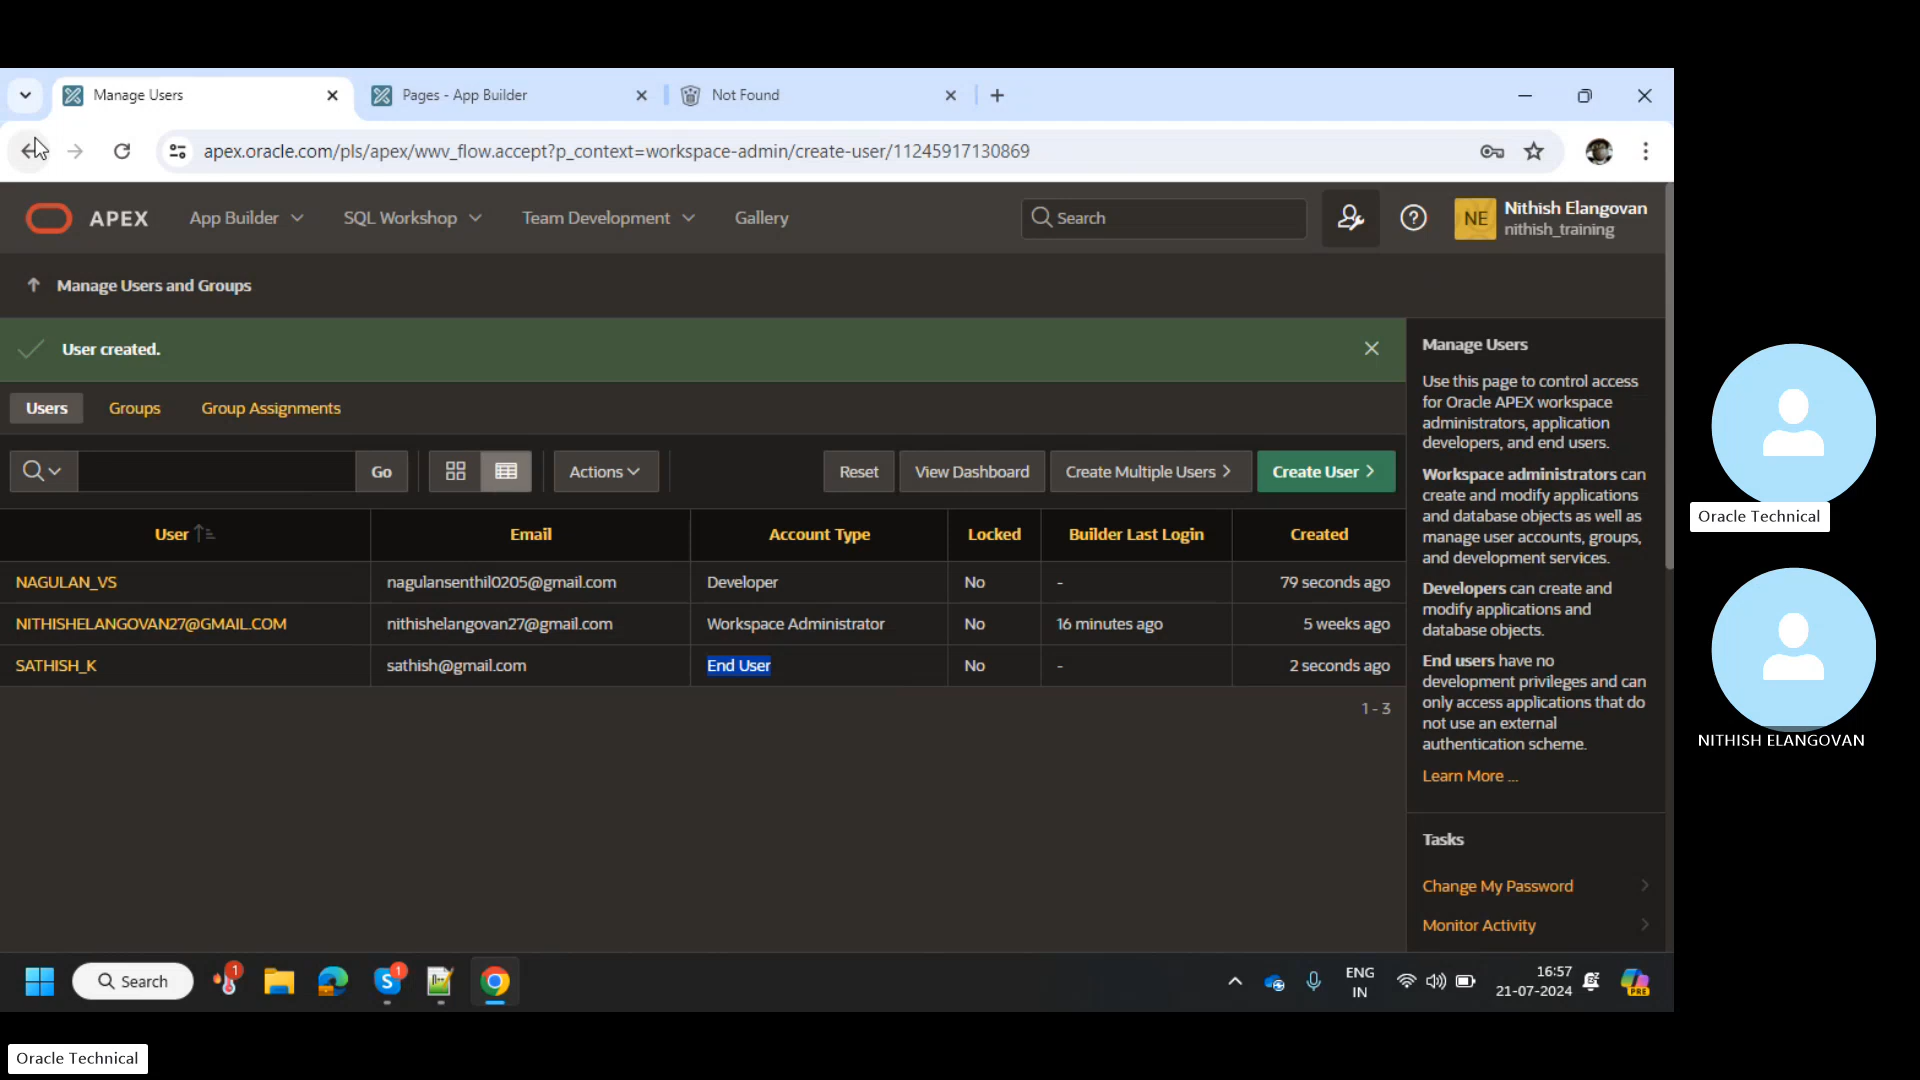 Manage Users
Pages - App Builder
Not Found
apex.oracle.com/pls/apex/wwv_flow.accept?p_context=workspace-admin/create-user/11245917130869
APEX
App Builder
SQL Workshop
Team Development
Gallery
Search
NE
Nithish Elangovan
nithish_training
Manage Users and Groups
User created.
Users
Groups
Group Assignments
Go
Actions
Reset
View Dashboard
Create Multiple Users
Create User
User Email Account Type Locked Builder Last Login Created
NAGULAN_VS nagulansenthil0205@gmail.com Developer No - 79 seconds ago
NITHISHELANGOVAN27@GMAIL.COM nithishelangovan27@gmail.com Workspace Administrator No 16 minutes ago 5 weeks ago
SATHISH_K sathish@gmail.com End User No - 2 seconds ago
1 - 3
Manage Users
Use this page to control access
for Oracle APEX workspace
administrators, application
developers, and end users.
Workspace administrators can
create and modify applications
and database objects as well as
manage user accounts, groups,
and development services.
Developers can create and
modify applications and
database objects.
End users have no
development privileges and can
only access applications that do
not use an external
authentication scheme.
Learn More ...
Tasks
Change My Password
Monitor Activity
Oracle Technical
NITHISH ELANGOVAN
Search
1
S
1
ENG
IN
16:57
21-07-2024
PRE
Oracle Technical